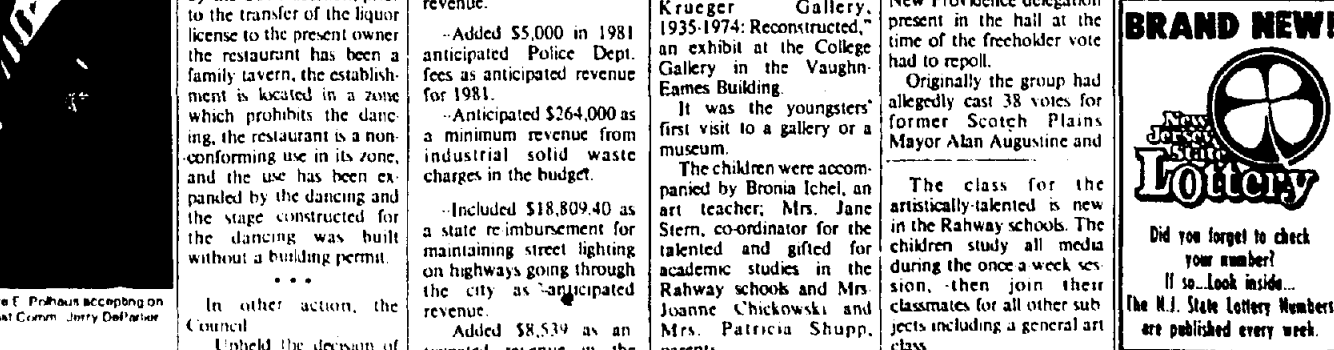 to the transfer of the liquor
license to the present owner
the restaurant has been a
family tavern, the establish-
ment is located in a zone
which prohibits the danc-
ing, the restaurant is a non-
conforming use in its zone,
and the use has been ex-
panded by the dancing and
the stage constructed for
the dancing was built
without a building permit.
• • •
In other action, the
Council
Upheld the decision of
revenue.
--Added $5,000 in 1981
anticipated Police Dept.
fees as anticipated revenue
for 1981.
--Anticipated $264,000 as
a minimum revenue from
industrial solid waste
charges in the budget.
--Included $18,809.40 as
a state re-imbursement for
maintaining street lighting
on highways going through
the city as anticipated
revenue.
Added $8,539 as an
Krueger Gallery,
1935-1974: Reconstructed,"
an exhibit at the College
Gallery in the Vaughn-
Eames Building.
It was the youngsters'
first visit to a gallery or a
museum.
The children were accom-
panied by Bronia Ichel, an
art teacher; Mrs. Jane
Stern, co-ordinator for the
talented and gifted for
academic studies in the
Rahway schools and Mrs.
Joanne Chickowski and
Mrs. Patricia Shupp,
parents.
New Providence delegation
present in the hall at the
time of the freeholder vote
had to repoll.
Originally the group had
allegedly cast 38 votes for
former Scotch Plains
Mayor Alan Augustine and
The class for the
artistically-talented is new
in the Rahway schools. The
children study all media
during the once-a-week ses-
sion, then join their
classmates for all other sub-
jects including a general art
class.
BRAND NEW!
New
Jersey
State
Lottery
Did you forget to check
your number?
If so...Look inside...
The N.J. State Lottery Numbers
are published every week.
E. Polhaus accepting on
Comm. Jerry